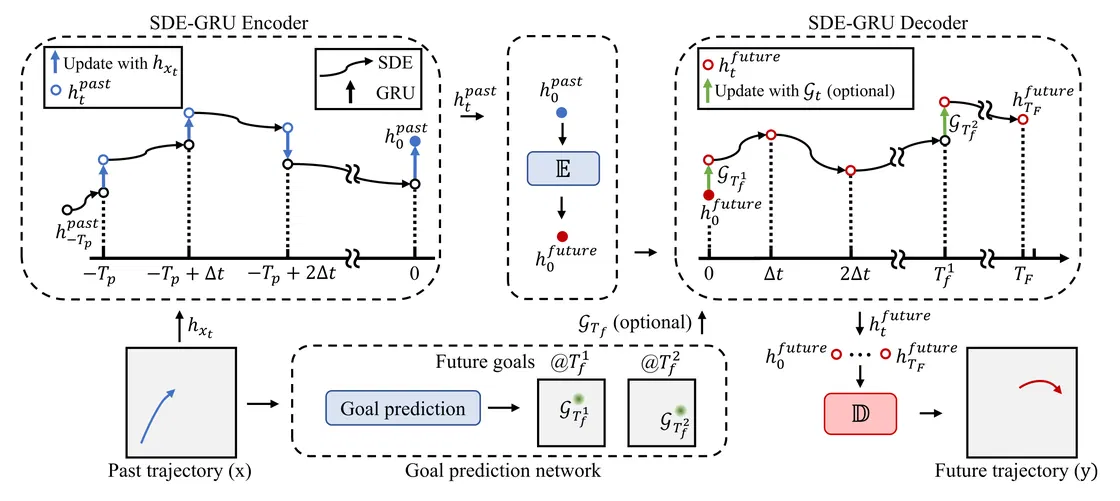 SDE-GRU Encoder
SDE-GRU Decoder
Update with h_{x_t}
h_t^{past}
SDE
GRU
h_{-T_p}^{past}
h_0^{past}
-T_p
-T_p + Δt
-T_p + 2Δt
0
h_t^{past}
h_0^{past}
𝔼
h_0^{future}
h_t^{future}
Update with 𝒢_t (optional)
𝒢_{T_f^1}
h_0^{future}
𝒢_{T_f^2}
h_{T_F}^{future}
0
Δt
2Δt
T_f^1
T_F
h_{x_t}
𝒢_{T_f} (optional)
h_t^{future}
Future goals @T_f^1 @T_f^2
h_0^{future} ··· h_{T_F}^{future}
Goal prediction
𝒢_{T_f^1}
𝒢_{T_f^2}
𝔻
Past trajectory (x)
Goal prediction network
Future trajectory (y)